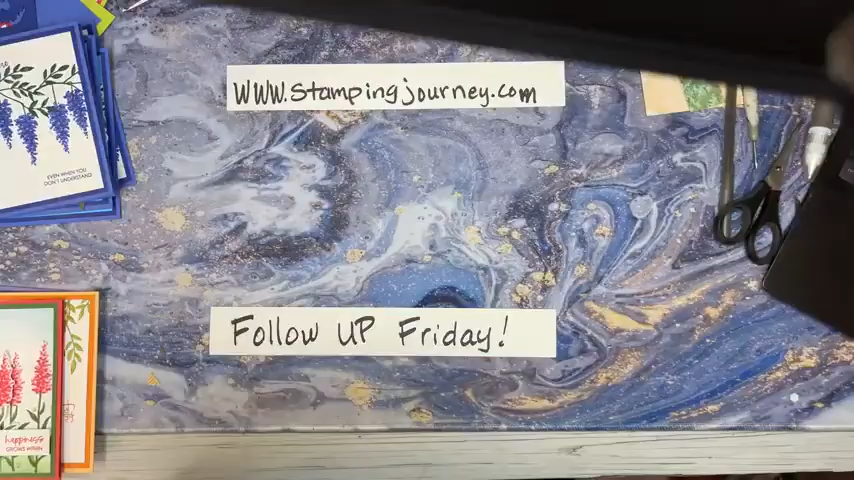 WWW.stampingjourney.com
EVEN WHEN YOU
DON'T UNDERSTAND
Follow UP Friday!
happiness
GROWS WITHIN